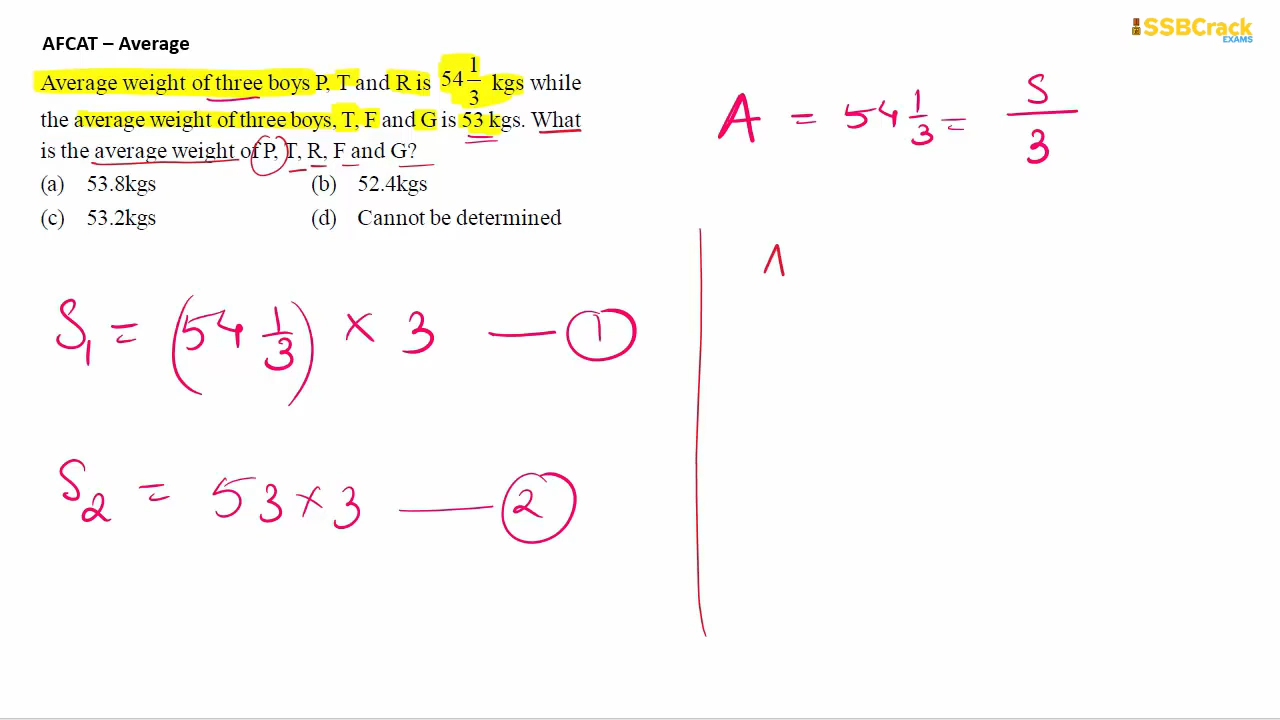 AFCAT – Average
SSBCrack
EXAMS
Average weight of three boys P, T and R is 54 1/3 kgs while
the average weight of three boys, T, F and G is 53 kgs. What
is the average weight of P, T, R, F and G?
(a) 53.8kgs (b) 52.4kgs
(c) 53.2kgs (d) Cannot be determined
A = 54 1/3 = S/3
S1 = (54 1/3) × 3 — 1
S2 = 53 × 3 — 2